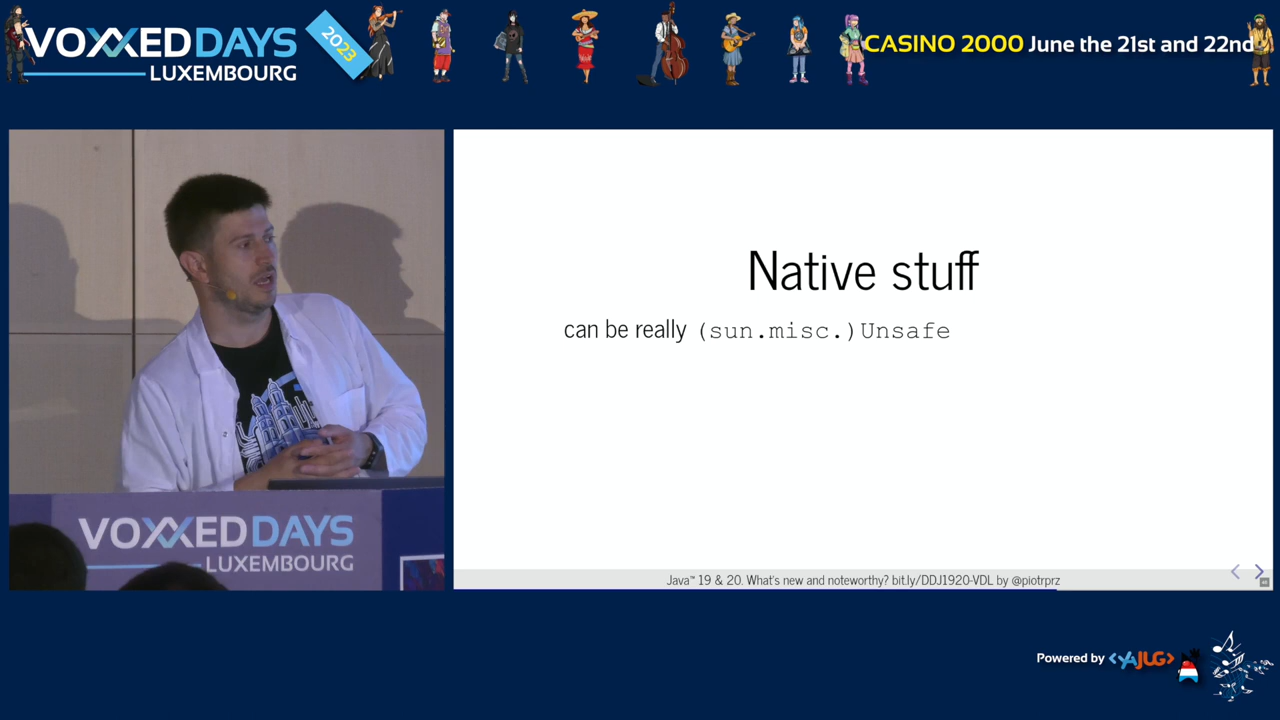 VOXXED DAYS
LUXEMBOURG
2023
CASINO 2000 June the 21st and 22nd
Native stuff
can be really (sun.misc.)Unsafe
VOXXED DAYS
LUXEMBOURG
Java™ 19 & 20. What's new and noteworthy? bit.ly/DDJ1920-VDL by @piotrprz
Powered by <YAJUG>